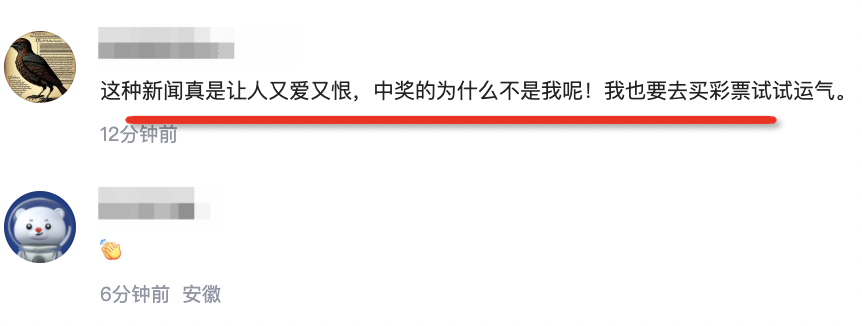 这种新闻真是让人又爱又恨，中奖的为什么不是我呢！我也要去买彩票试试运气。
12分钟前
6分钟前 安徽